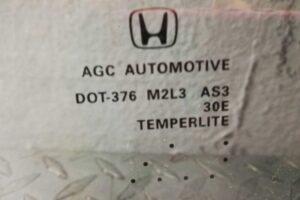 AGC AUTOMOTIVE
DOT-376 M2L3 AS3
30E
TEMPERLITE